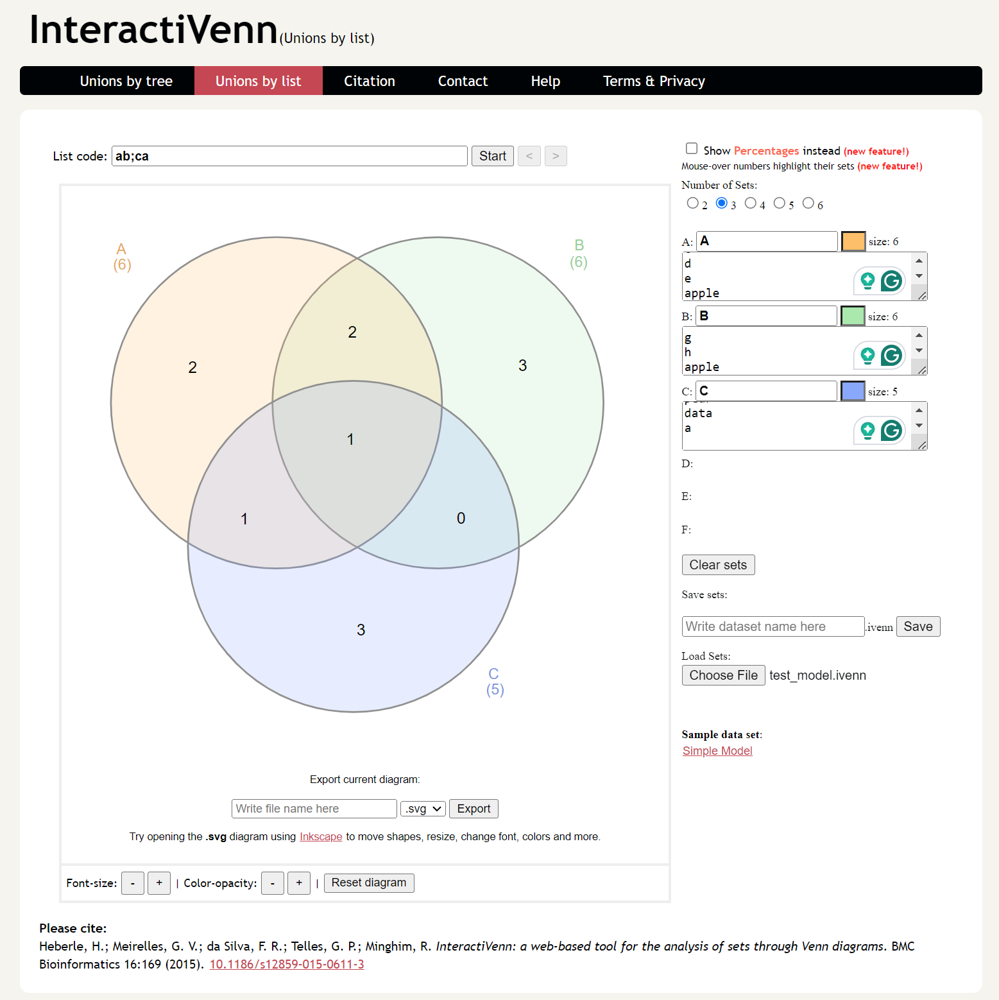 InteractiVenn(Unions by list)
Unions by tree Unions by list Citation Contact Help Terms & Privacy
List code: ab;ca Start < >
Show Percentages instead (new feature!)
Mouse-over numbers highlight their sets (new feature!)
Number of Sets:
2 3 4 5 6
A
(6)
B
(6)
2
2
3
1
1
0
3
C
(5)
A: A size: 6
d
e
apple
B: B size: 6
g
h
apple
C: C size: 5
data
a
D:
E:
F:
Clear sets
Save sets:
Write dataset name here .ivenn Save
Load Sets:
Choose File test_model.ivenn
Sample data set:
Simple Model
Export current diagram:
Write file name here .svg Export
Try opening the .svg diagram using Inkscape to move shapes, resize, change font, colors and more.
Font-size: - + | Color-opacity: - + | Reset diagram
Please cite:
Heberle, H.; Meirelles, G. V.; da Silva, F. R.; Telles, G. P.; Minghim, R. InteractiVenn: a web-based tool for the analysis of sets through Venn diagrams. BMC
Bioinformatics 16:169 (2015). 10.1186/s12859-015-0611-3